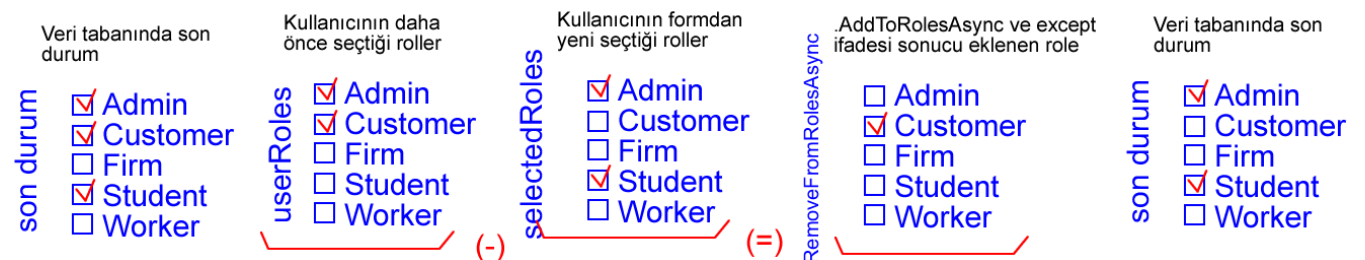 Veri tabanında son
durum
son durum
Admin
Customer
Firm
Student
Worker
Kullanıcının daha
önce seçtiği roller
userRoles
Admin
Customer
Firm
Student
Worker
(-)
Kullanıcının formdan
yeni seçtiği roller
selectedRoles
Admin
Customer
Firm
Student
Worker
(=)
.AddToRolesAsync ve except
ifadesi sonucu eklenen role
RemoveFromRolesAsync
Admin
Customer
Firm
Student
Worker
Veri tabanında son
durum
son durum
Admin
Customer
Firm
Student
Worker